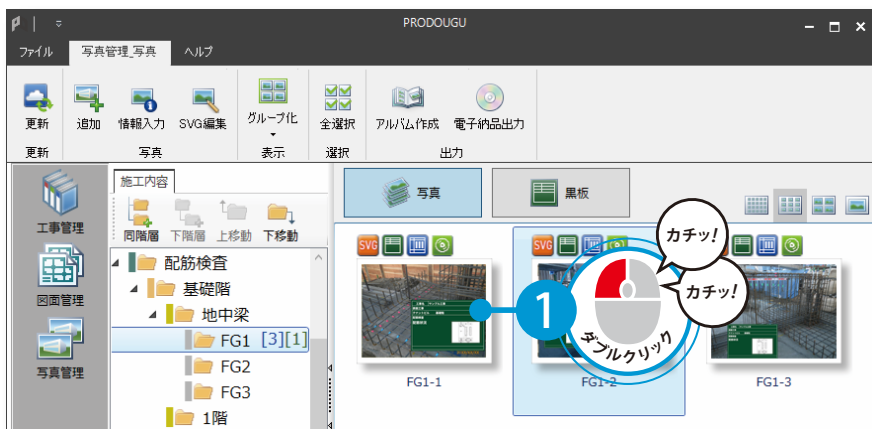 PRODOUGU
ファイル 写真管理_写真 ヘルプ
更新 追加 情報入力 SVG編集 グループ化 全選択 アルバム作成 電子納品出力
更新 写真 表示 選択 出力
工事管理
図面管理
写真管理
施工内容
同階層 下階層 上移動 下移動
配筋検査
基礎階
地中梁
FG1 [3][1]
FG2
FG3
1階
写真 黒板
SVG SVG
カチッ!
カチッ!
1
ダブルクリック
FG1-1 FG1-2 FG1-3